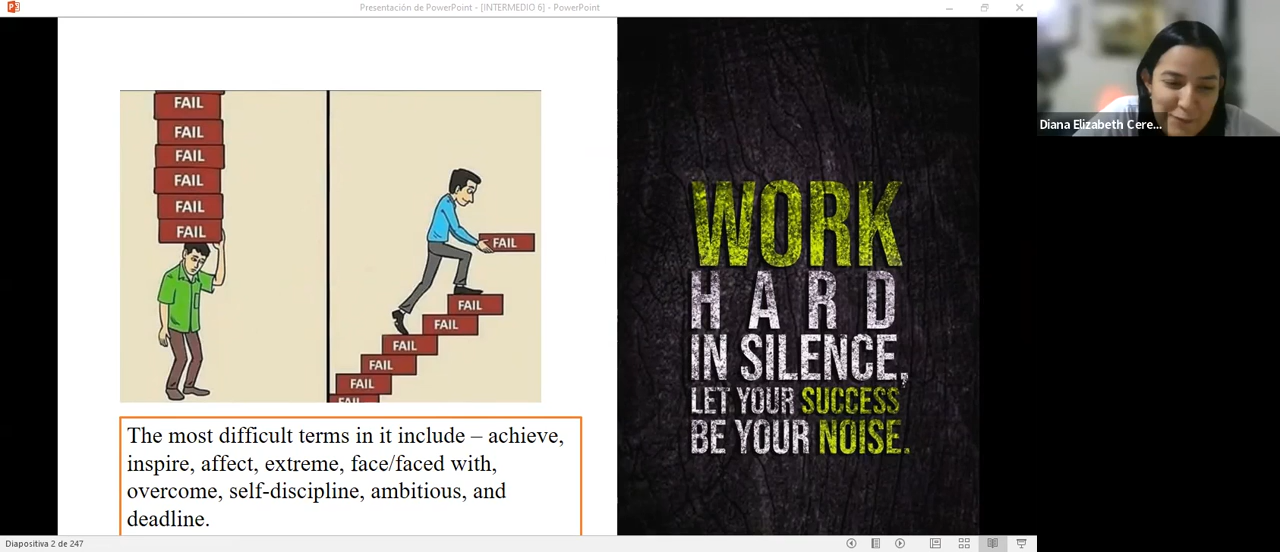 Presentación de PowerPoint - [INTERMEDIO 6] - PowerPoint
FAIL
FAIL
FAIL
FAIL
FAIL
FAIL
FAIL
FAIL
FAIL
FAIL
FAIL
FAIL
FAIL
The most difficult terms in it include – achieve,
inspire, affect, extreme, face/faced with,
overcome, self-discipline, ambitious, and
deadline.
WORK
HARD
IN SILENCE,
LET YOUR SUCCESS
BE YOUR NOISE.
Diana Elizabeth Cere...
Diapositiva 2 de 247